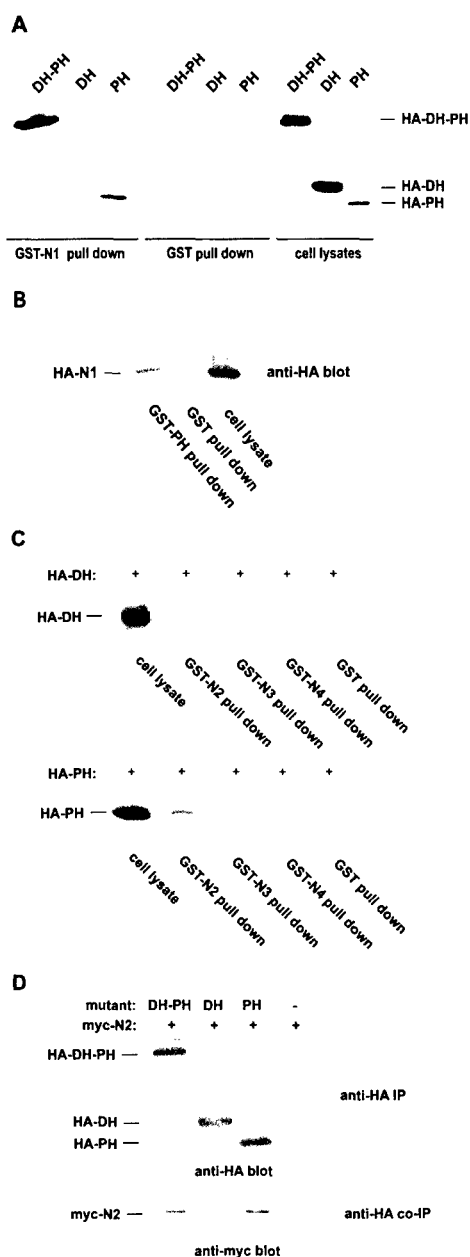 A
DH-PH DH PH DH-PH DH PH DH-PH DH PH
HA-DH-PH
HA-DH
HA-PH
GST-N1 pull down GST pull down cell lysates
B
HA-N1 anti-HA blot
GST-PH pull down GST pull down cell lysate
C
HA-DH: + + + + +
HA-DH
cell lysate GST-N2 pull down GST-N3 pull down GST-N4 pull down GST pull down
HA-PH: + + + + +
HA-PH
cell lysate GST-N2 pull down GST-N3 pull down GST-N4 pull down GST pull down
D
mutant: DH-PH DH PH -
myc-N2: + + + +
HA-DH-PH
anti-HA IP
HA-DH
HA-PH
anti-HA blot
myc-N2 anti-HA co-IP
anti-myc blot